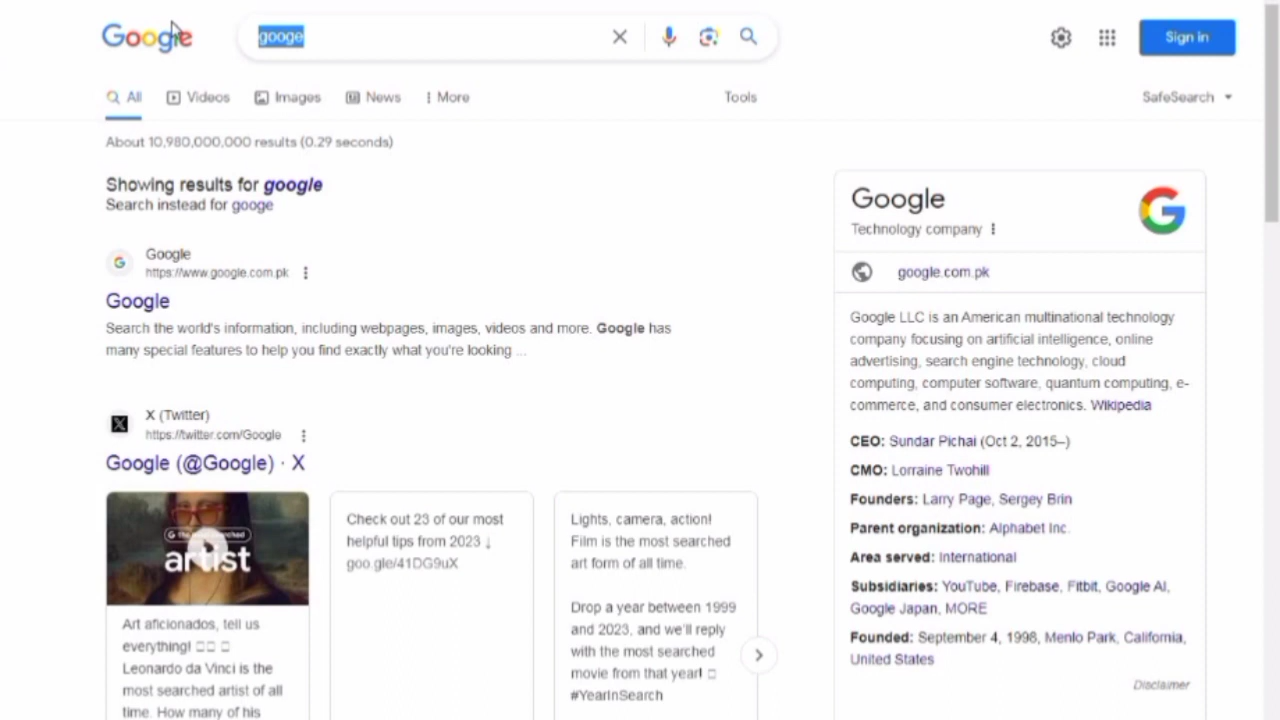 Google
googe
Sign in
All
Videos
Images
News
More
Tools
SafeSearch
About 10,980,000,000 results (0.29 seconds)
Showing results for google
Search instead for googe
Google
https://www.google.com.pk
Google
Search the world's information, including webpages, images, videos and more. Google has
many special features to help you find exactly what you're looking ...
X (Twitter)
https://twitter.com/Google
Google (@Google) · X
artist
Art aficionados, tell us
everything!
Leonardo da Vinci is the
most searched artist of all
time. How many of his
Check out 23 of our most
helpful tips from 2023 ↓
goo.gle/41DG9uX
Lights, camera, action!
Film is the most searched
art form of all time.
Drop a year between 1999
and 2023, and we'll reply
with the most searched
movie from that year!
#YearInSearch
Google
Technology company
google.com.pk
Google LLC is an American multinational technology
company focusing on artificial intelligence, online
advertising, search engine technology, cloud
computing, computer software, quantum computing, e-
commerce, and consumer electronics. Wikipedia
CEO: Sundar Pichai (Oct 2, 2015–)
CMO: Lorraine Twohill
Founders: Larry Page, Sergey Brin
Parent organization: Alphabet Inc.
Area served: International
Subsidiaries: YouTube, Firebase, Fitbit, Google AI,
Google Japan, MORE
Founded: September 4, 1998, Menlo Park, California,
United States
Disclaimer